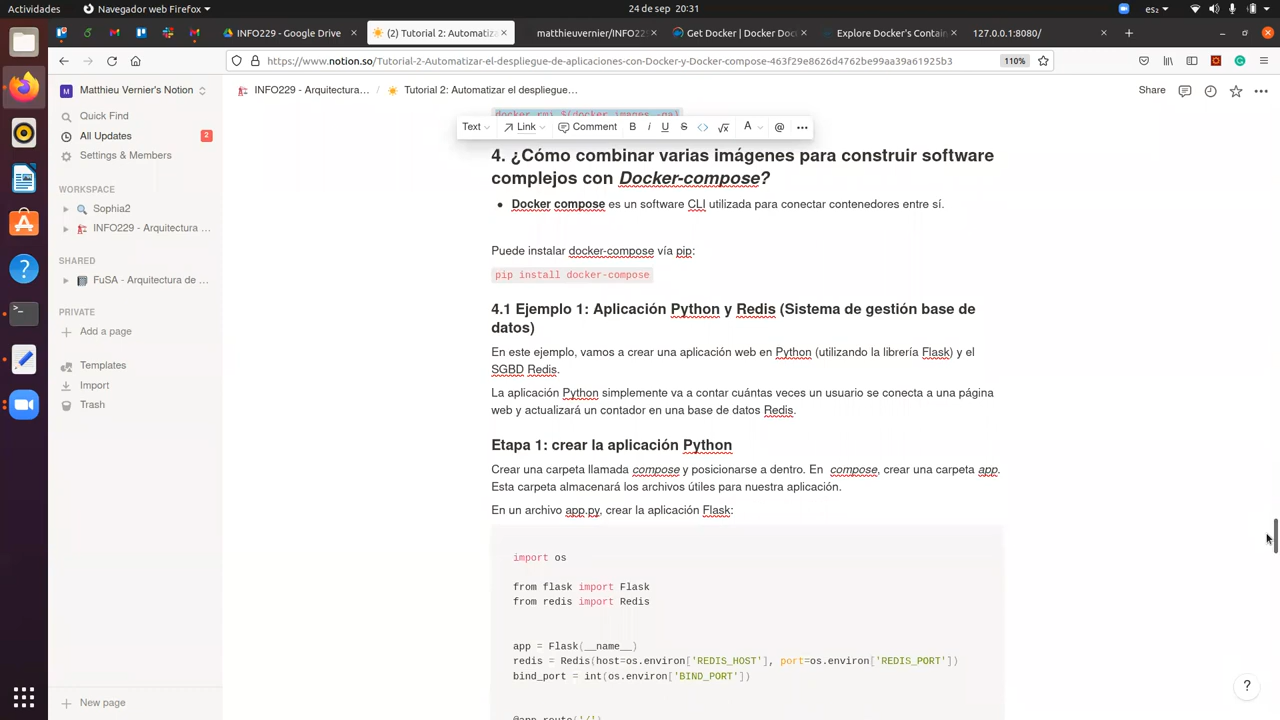 Actividades
Navegador web Firefox
24 de sep 20:31
es₂
INFO229 - Google Drive
(2) Tutorial 2: Automatiza
matthieuvernier/INFO22
Get Docker | Docker Doc
Explore Docker's Contain
127.0.0.1:8080/
https://www.notion.so/Tutorial-2-Automatizar-el-despliegue-de-aplicaciones-con-Docker-y-Docker-compose-463f29e8626d4762be99aa39a61925b3
110%
M Matthieu Vernier's Notion
INFO229 - Arquitectura... / Tutorial 2: Automatizar el despliegue...
Share
Quick Find
All Updates 2
Settings & Members
WORKSPACE
Sophia2
INFO229 - Arquitectura ...
SHARED
FuSA - Arquitectura de ...
PRIVATE
Add a page
Templates
Import
Trash
New page
docker rmi $(docker images -qa)
Text Link Comment B i U S <> √x A @ •••
4. ¿Cómo combinar varias imágenes para construir software
complejos con Docker-compose?
Docker compose es un software CLI utilizada para conectar contenedores entre sí.
Puede instalar docker-compose vía pip:
pip install docker-compose
4.1 Ejemplo 1: Aplicación Python y Redis (Sistema de gestión base de
datos)
En este ejemplo, vamos a crear una aplicación web en Python (utilizando la librería Flask) y el
SGBD Redis.
La aplicación Python simplemente va a contar cuántas veces un usuario se conecta a una página
web y actualizará un contador en una base de datos Redis.
Etapa 1: crear la aplicación Python
Crear una carpeta llamada compose y posicionarse a dentro. En compose, crear una carpeta app.
Esta carpeta almacenará los archivos útiles para nuestra aplicación.
En un archivo app.py, crear la aplicación Flask:
import os
from flask import Flask
from redis import Redis
app = Flask(__name__)
redis = Redis(host=os.environ['REDIS_HOST'], port=os.environ['REDIS_PORT'])
bind_port = int(os.environ['BIND_PORT'])
@app.route('/')
?